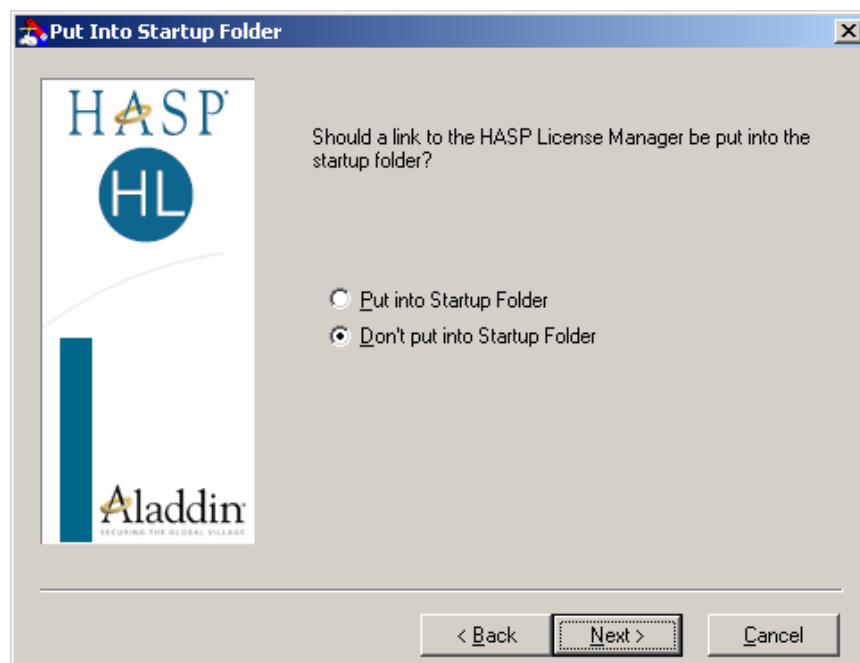 Put Into Startup Folder
HASP
HL
Should a link to the HASP License Manager be put into the
startup folder?
Put into Startup Folder
Don't put into Startup Folder
Aladdin
SECURING THE GLOBAL VILLAGE
< Back
Next >
Cancel